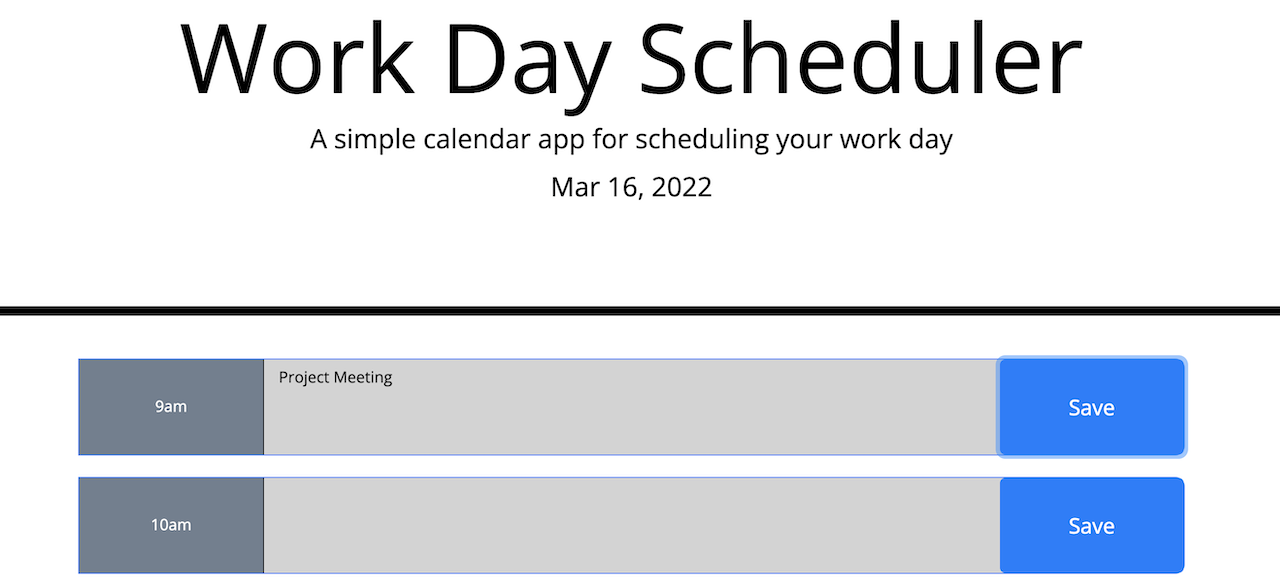 Work Day Scheduler
A simple calendar app for scheduling your work day
Mar 16, 2022
9am
Project Meeting
Save
10am
Save